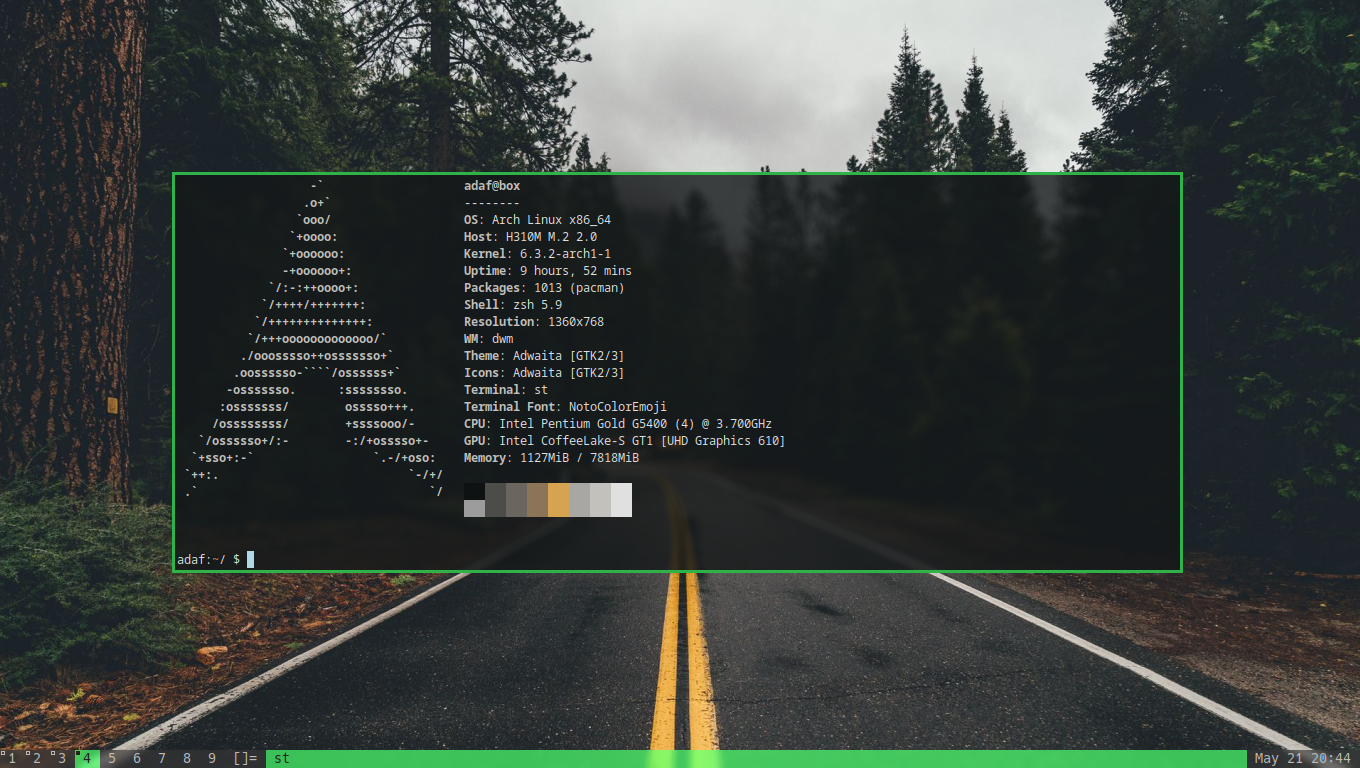 -`
.o+`
`ooo/
`+oooo:
`+oooooo:
-+oooooo+:
`/:-:++oooo+:
`/++++/+++++++:
`/++++++++++++++:
`/+++ooooooooooooo/`
./ooosssso++osssssso+`
.oossssso-````/ossssss+`
-osssssso.      :ssssssso.
:osssssss/        osssso+++.
/ossssssss/        +ssssooo/-
`/ossssso+/:-        -:/+osssso+-
`+sso+:-`                 `.-/+oso:
`++:.                           `-/+/
.`                                 `/
adaf@box
--------
OS: Arch Linux x86_64
Host: H310M M.2 2.0
Kernel: 6.3.2-arch1-1
Uptime: 9 hours, 52 mins
Packages: 1013 (pacman)
Shell: zsh 5.9
Resolution: 1360x768
WM: dwm
Theme: Adwaita [GTK2/3]
Icons: Adwaita [GTK2/3]
Terminal: st
Terminal Font: NotoColorEmoji
CPU: Intel Pentium Gold G5400 (4) @ 3.700GHz
GPU: Intel CoffeeLake-S GT1 [UHD Graphics 610]
Memory: 1127MiB / 7818MiB
adaf:~/ $
1 2 3 4 5 6 7 8 9 []= st May 21 20:44